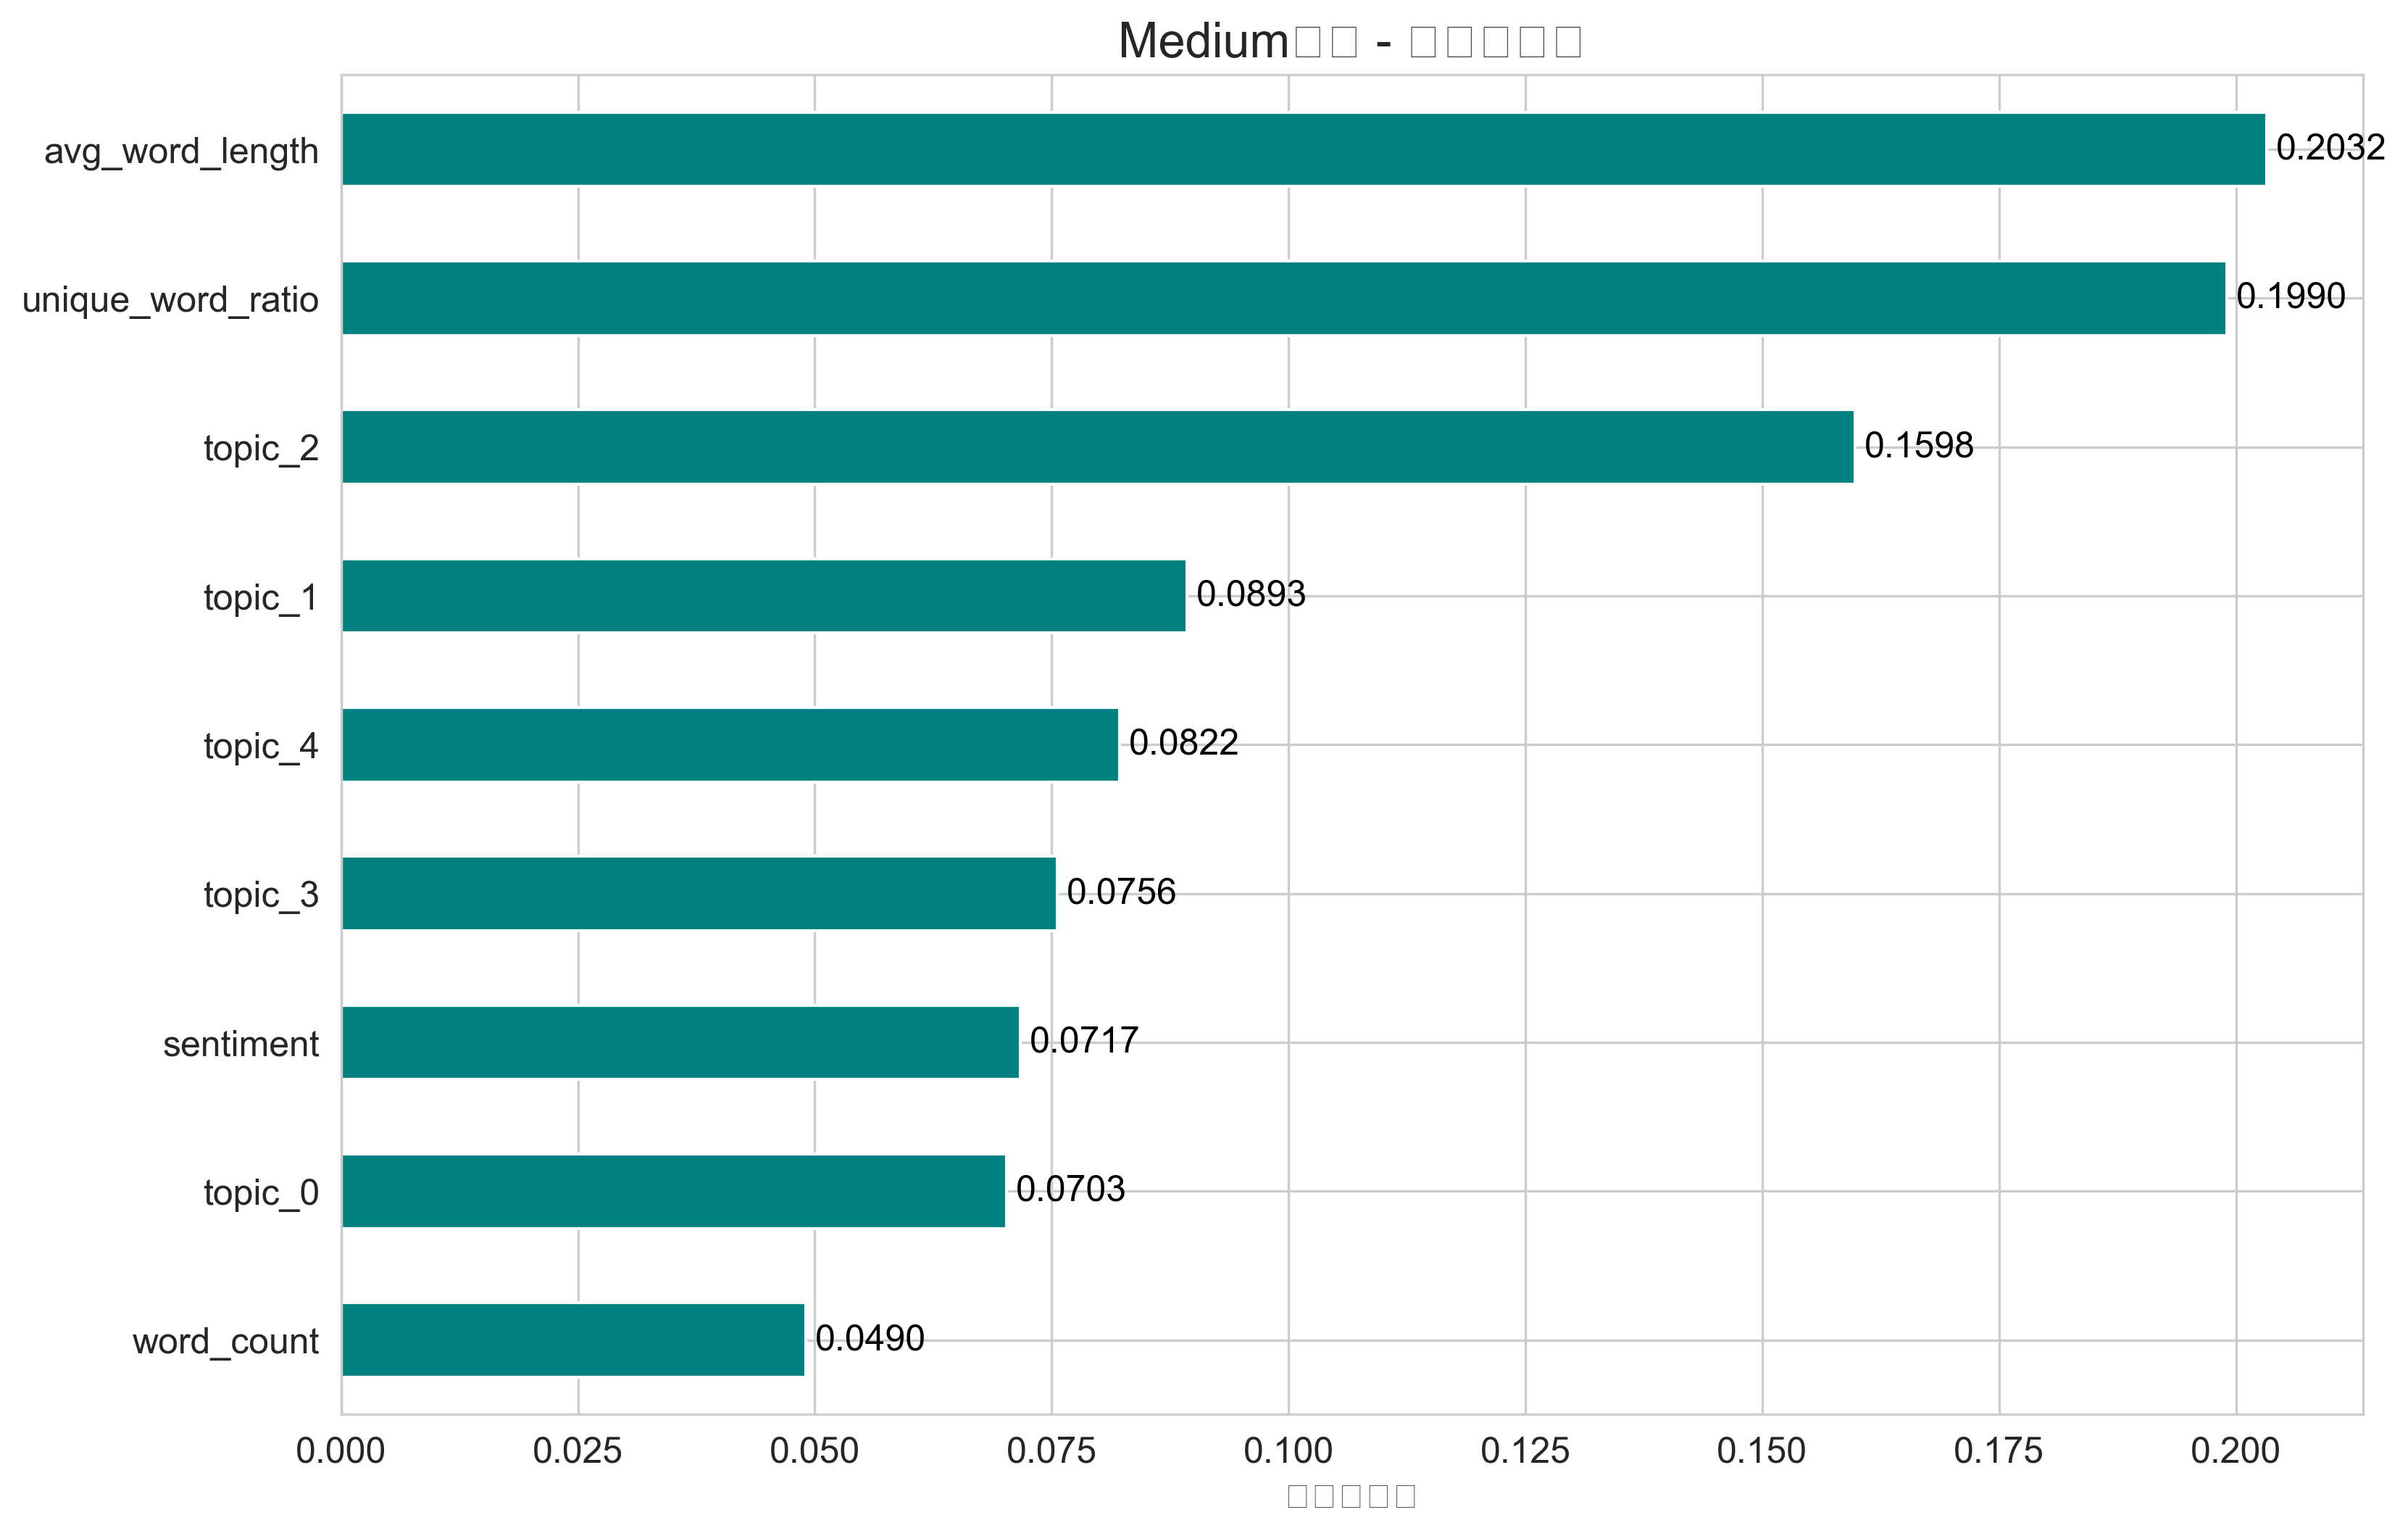 Medium□□ - □□□□□
avg_word_length 0.2032
unique_word_ratio 0.1990
topic_2 0.1598
topic_1 0.0893
topic_4 0.0822
topic_3 0.0756
sentiment 0.0717
topic_0 0.0703
word_count 0.0490
0.000 0.025 0.050 0.075 0.100 0.125 0.150 0.175 0.200
□□□□□